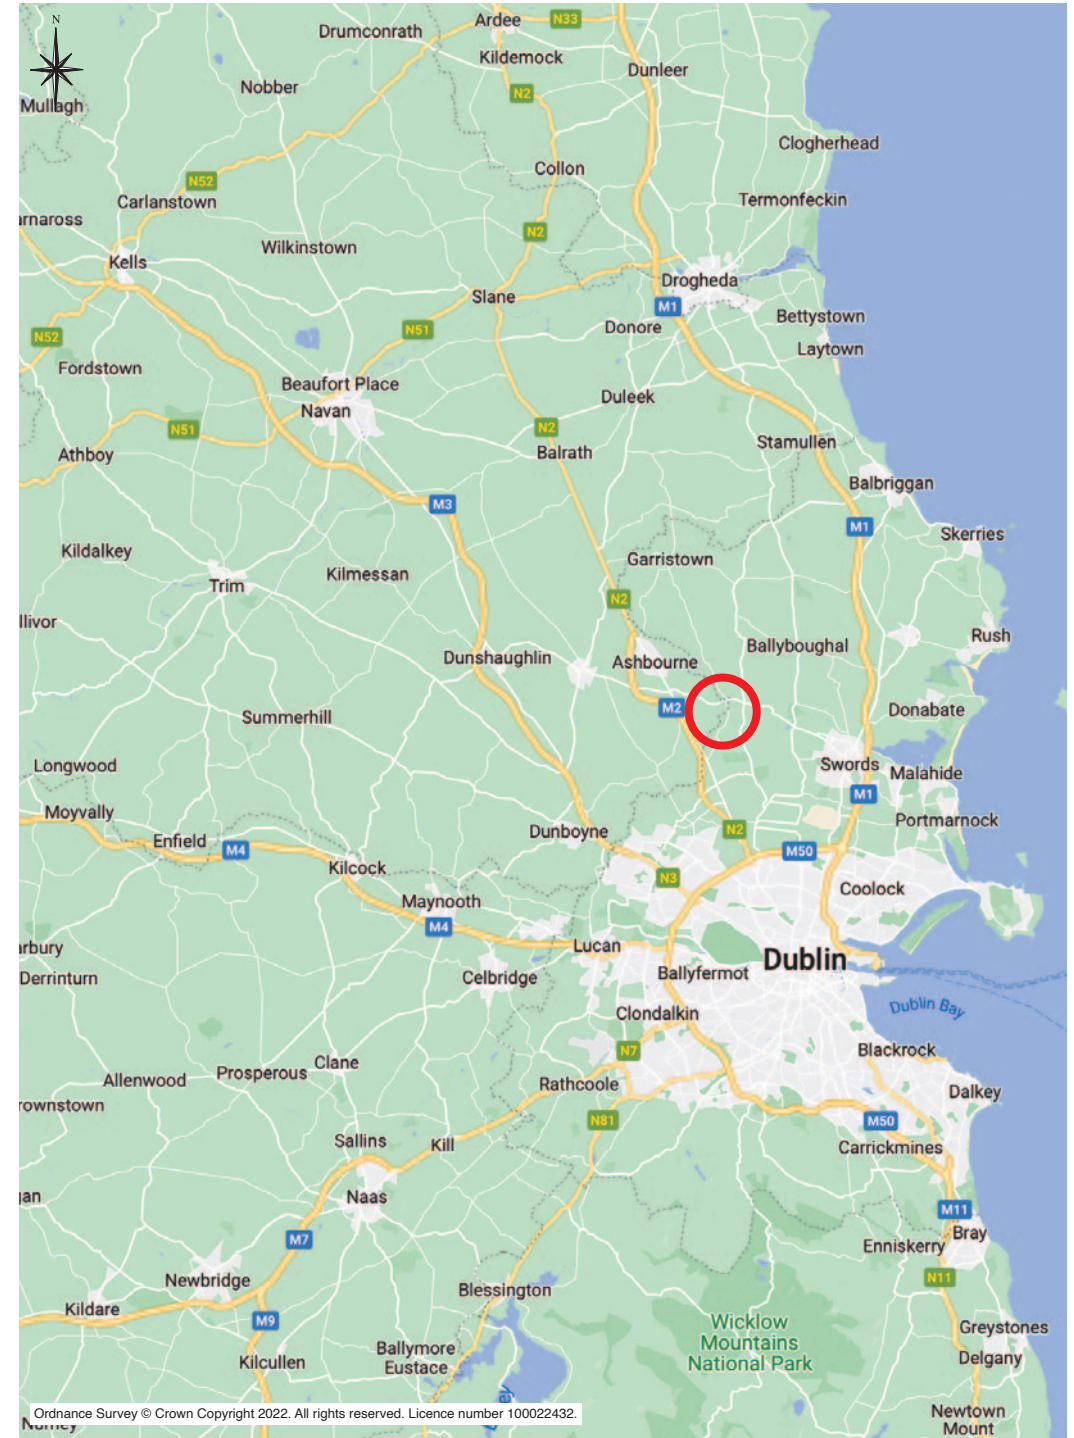 N
Ardee
N33
Drumconrath
Kildemock
Dunleer
Nobber
N2
Mullagh
Clogherhead
Collon
N52
Carlanstown
Termonfeckin
arnaross
N2
Wilkinstown
Kells
Drogheda
Slane
M1
Bettystown
N51
Donore
N52
Laytown
Fordstown
Beaufort Place
Duleek
Navan
N51
N2
Stamullen
Balrath
Athboy
Balbriggan
M3
M1
Skerries
Kildalkey
Garristown
Kilmessan
Trim
N2
llivor
Rush
Ballyboughal
Dunshaughlin
Ashbourne
M2
Donabate
Summerhill
Swords
Longwood
Malahide
M1
Moyvally
Portmarnock
Dunboyne
N2
Enfield
M4
M50
Kilcock
N3
Coolock
Maynooth
M4
Lucan
arbury
Dublin
Ballyfermot
Derrinturn
Celbridge
Dublin Bay
Clondalkin
N7
Blackrock
Clane
Prosperous
Allenwood
Rathcoole
Dalkey
rownstown
N81
M50
Sallins
Kill
Carrickmines
Naas
M11
Bray
M7
Enniskerry
Newbridge
N11
Blessington
Kildare
M9
Wicklow
Mountains
National Park
Greystones
Ballymore
Eustace
Kilcullen
Delgany
Ordnance Survey © Crown Copyright 2022. All rights reserved. Licence number 100022432.
Newtown
Mount